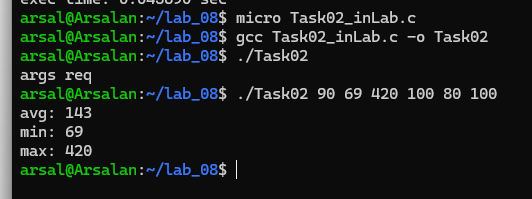 exec time: 0.045890 sec
arsal@Arsalan:~/lab_08$ micro Task02_inLab.c
arsal@Arsalan:~/lab_08$ gcc Task02_inLab.c -o Task02
arsal@Arsalan:~/lab_08$ ./Task02
args req
arsal@Arsalan:~/lab_08$ ./Task02 90 69 420 100 80 100
avg: 143
min: 69
max: 420
arsal@Arsalan:~/lab_08$